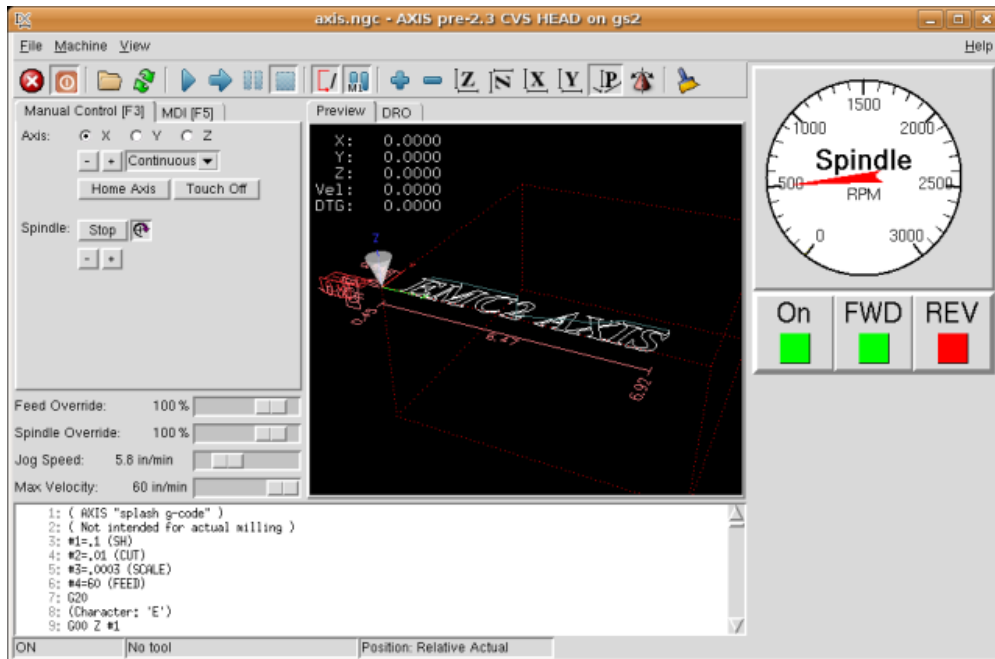 axis.ngc - AXIS pre-2.3 CVS HEAD on gs2
File Machine View Help
Z N X Y P
Manual Control [F3] MDI [F5]
Axis: X Y Z
- + Continuous
Home Axis Touch Off
Spindle: Stop
- +
Feed Override: 100 %
Spindle Override: 100 %
Jog Speed: 5.8 in/min
Max Velocity: 60 in/min
Preview DRO
X: 0.0000
Y: 0.0000
Z: 0.0000
Vel: 0.0000
DTG: 0.0000
Z
EMC2 AXIS
0.45
6.47
6.92
0 500 1000 1500 2000 2500 3000
Spindle
RPM
On FWD REV
1: ( AXIS "splash g-code" )
2: ( Not intended for actual milling )
3: #1=.1 (SH)
4: #2=.01 (CUT)
5: #3=.0003 (SCALE)
6: #4=60 (FEED)
7: G20
8: (Character: 'E')
9: G00 Z #1
ON No tool Position: Relative Actual